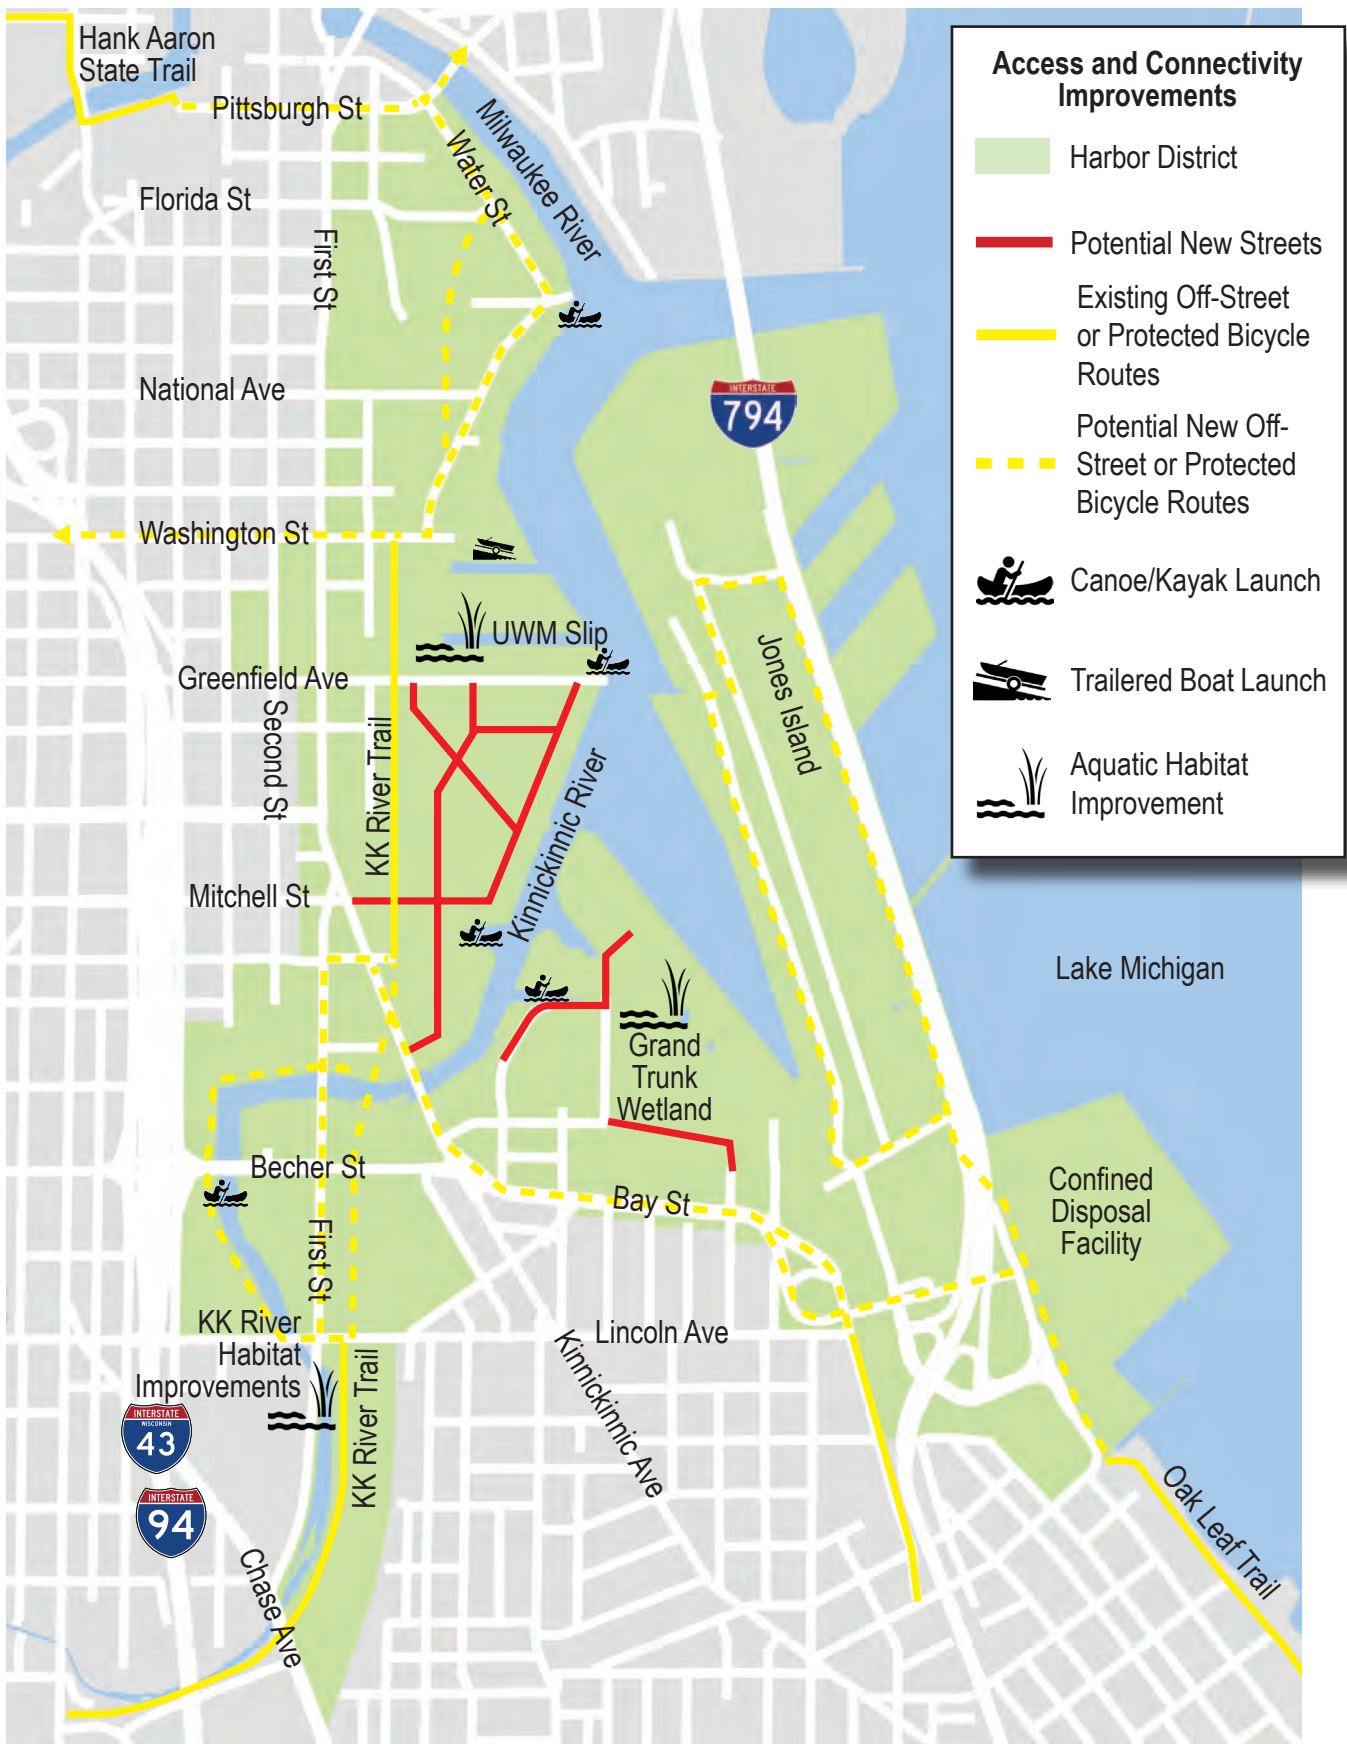 Hank Aaron
State Trail
Pittsburgh St
Water St
Milwaukee River
Florida St
First St
National Ave
INTERSTATE
794
Washington St
UWM Slip
Greenfield Ave
Second St
KK River Trail
Jones Island
Kinnickinnic River
Mitchell St
Lake Michigan
Grand
Trunk
Wetland
Becher St
Bay St
Confined
Disposal
Facility
First St
KK River
Habitat
Improvements
Lincoln Ave
KK River Trail
Kinnickinnic Ave
INTERSTATE
WISCONSIN
43
INTERSTATE
94
Chase Ave
Oak Leaf Trail
Access and Connectivity
Improvements
Harbor District
Potential New Streets
Existing Off-Street
or Protected Bicycle
Routes
Potential New Off-
Street or Protected
Bicycle Routes
Canoe/Kayak Launch
Trailered Boat Launch
Aquatic Habitat
Improvement